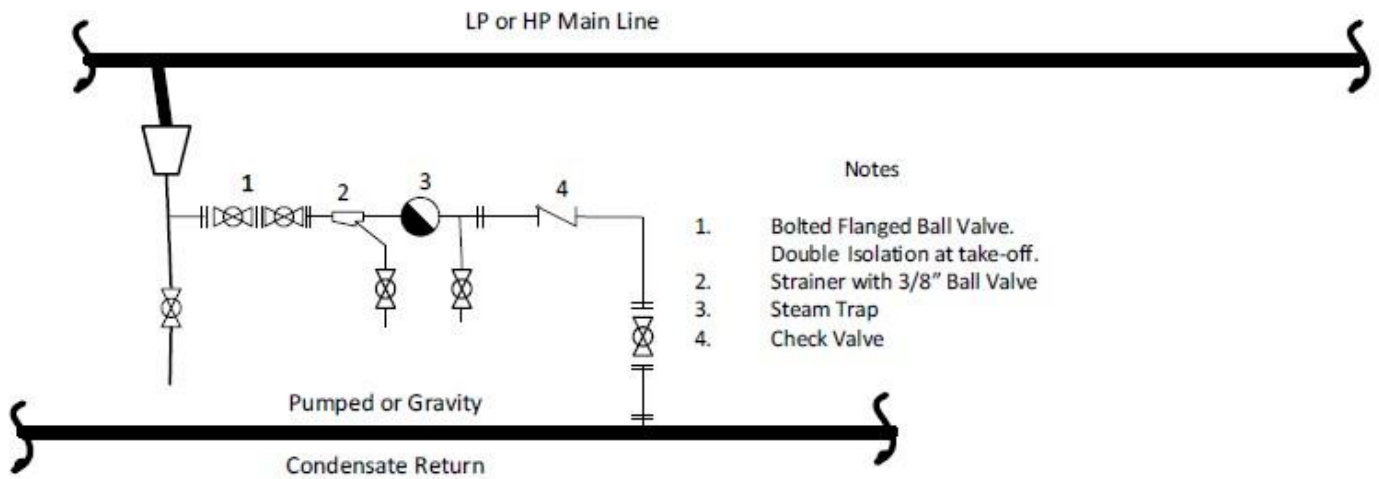 LP or HP Main Line
Notes
1
2
3
4
1. Bolted Flanged Ball Valve.
Double Isolation at take-off.
2. Strainer with 3/8" Ball Valve
3. Steam Trap
4. Check Valve
Pumped or Gravity
Condensate Return